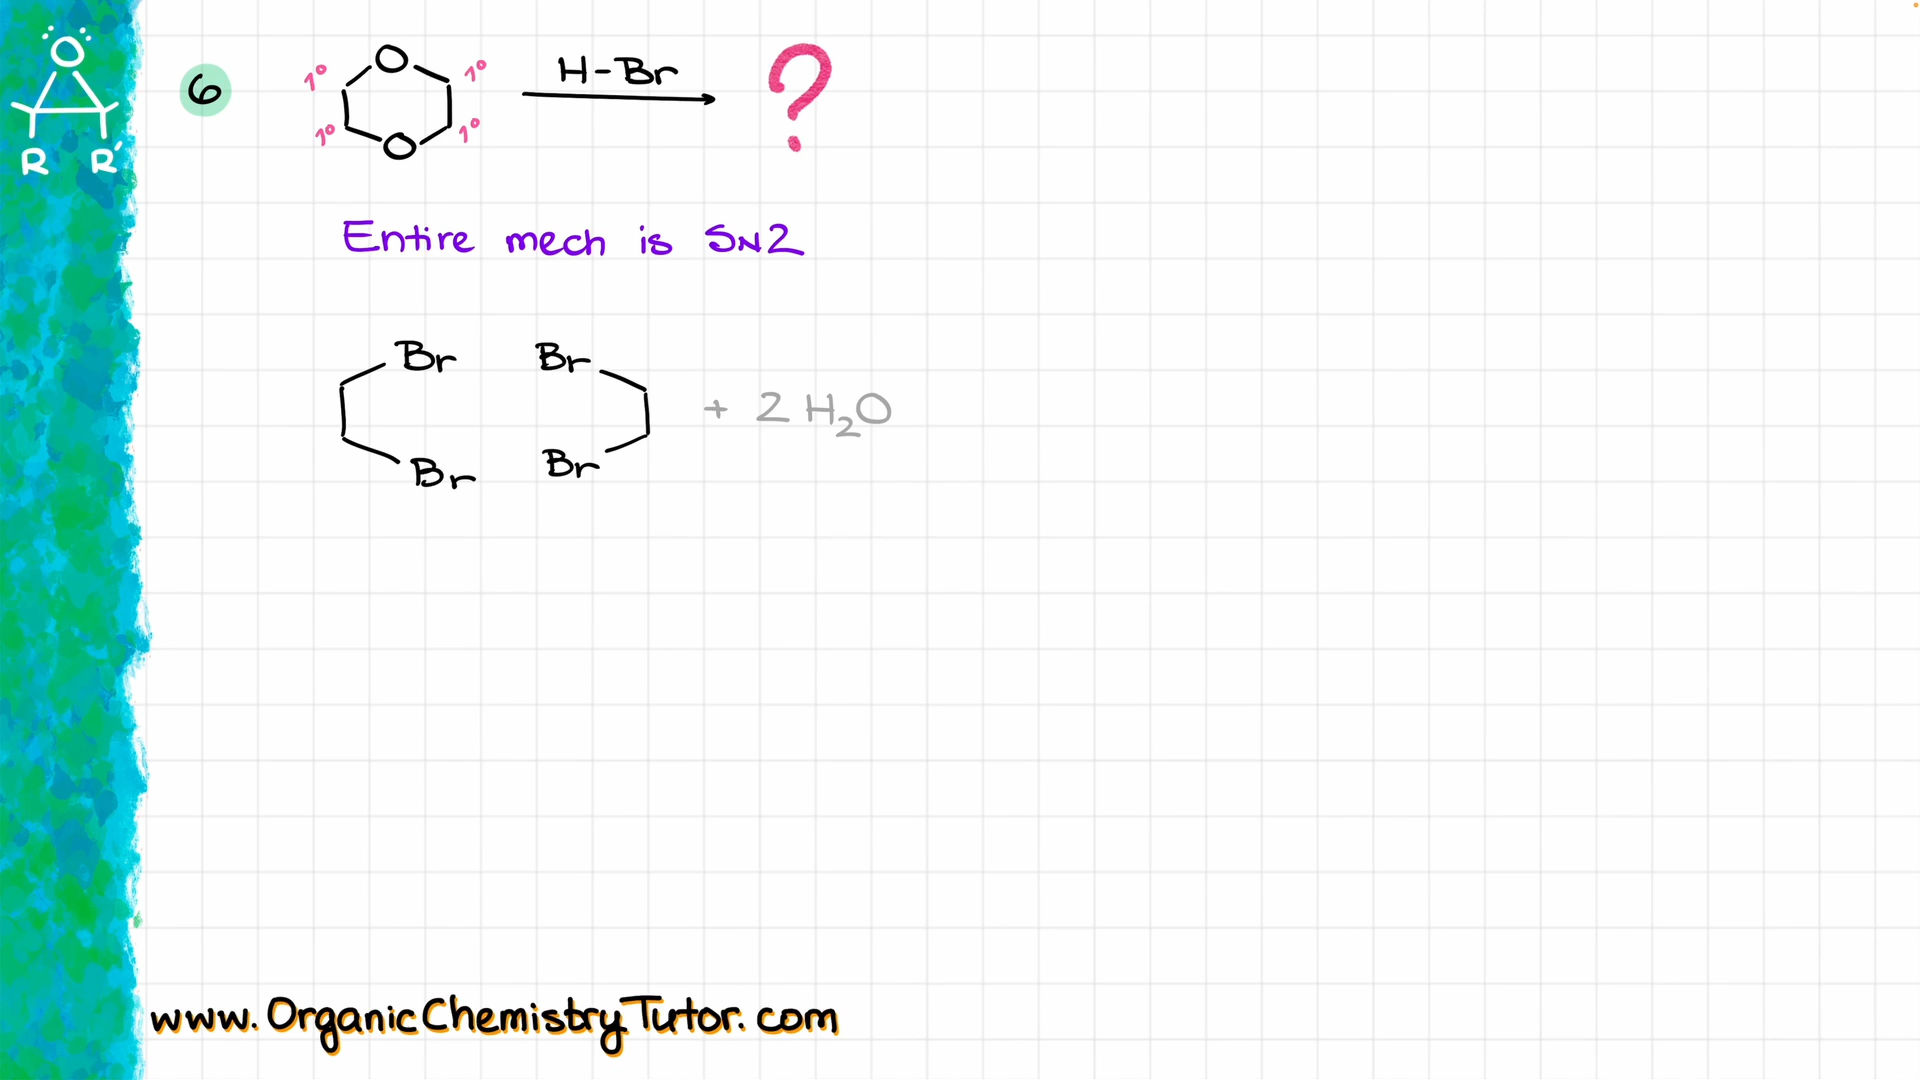 O
R R'
6
1° O 1° H-Br ?
1° O 1°
Entire mech is SN2
Br Br
+ 2 H₂O
Br Br
www.OrganicChemistryTutor.com